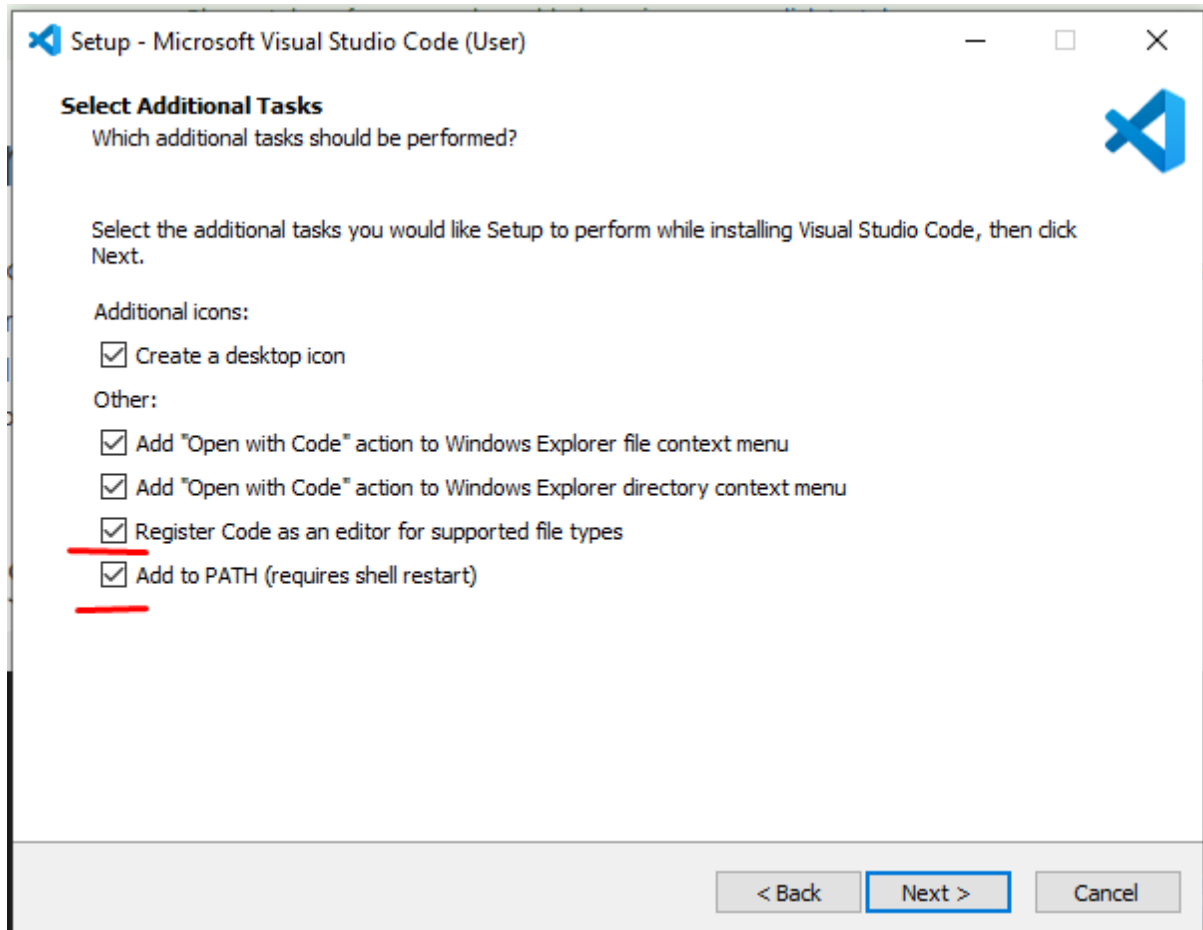 Setup - Microsoft Visual Studio Code (User)
Select Additional Tasks
Which additional tasks should be performed?
Select the additional tasks you would like Setup to perform while installing Visual Studio Code, then click
Next.
Additional icons:
Create a desktop icon
Other:
Add "Open with Code" action to Windows Explorer file context menu
Add "Open with Code" action to Windows Explorer directory context menu
Register Code as an editor for supported file types
Add to PATH (requires shell restart)
< Back Next > Cancel